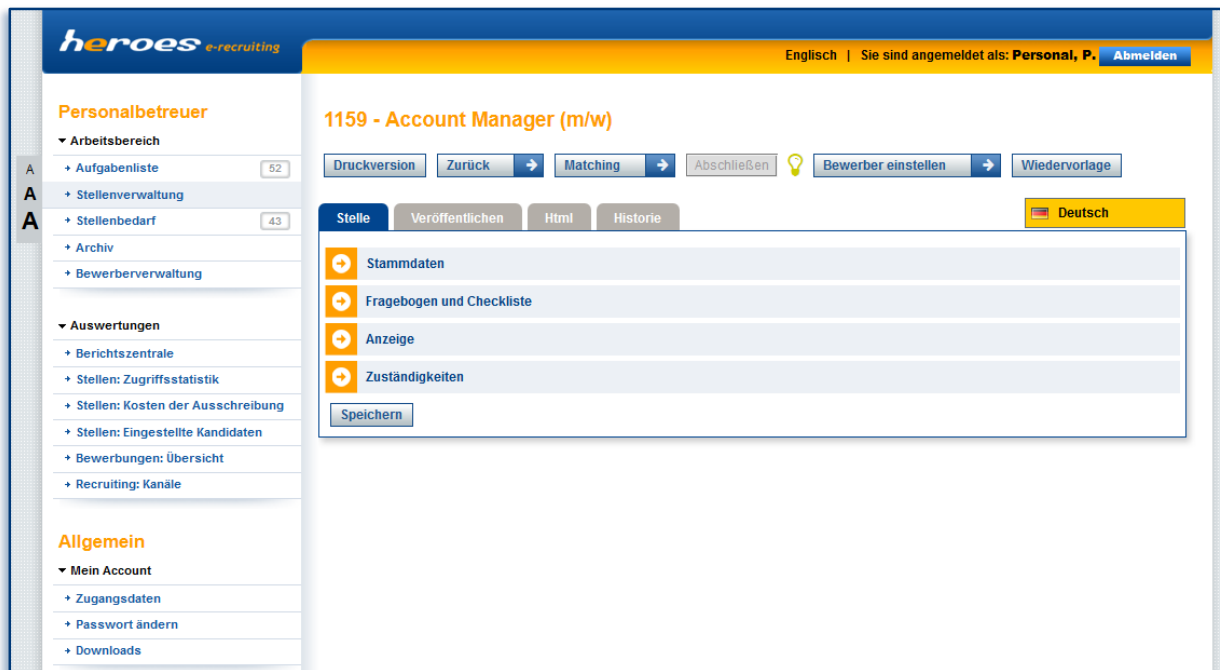 heroes e-recruiting
Englisch | Sie sind angemeldet als: Personal, P. Abmelden
A
A
A
Personalbetreuer
Arbeitsbereich
Aufgabenliste 52
Stellenverwaltung
Stellenbedarf 43
Archiv
Bewerberverwaltung
Auswertungen
Berichtszentrale
Stellen: Zugriffsstatistik
Stellen: Kosten der Ausschreibung
Stellen: Eingestellte Kandidaten
Bewerbungen: Übersicht
Recruiting: Kanäle
Allgemein
Mein Account
Zugangsdaten
Passwort ändern
Downloads
1159 - Account Manager (m/w)
Druckversion Zurück Matching Abschließen Bewerber einstellen Wiedervorlage
Stelle Veröffentlichen Html Historie Deutsch
Stammdaten
Fragebogen und Checkliste
Anzeige
Zuständigkeiten
Speichern